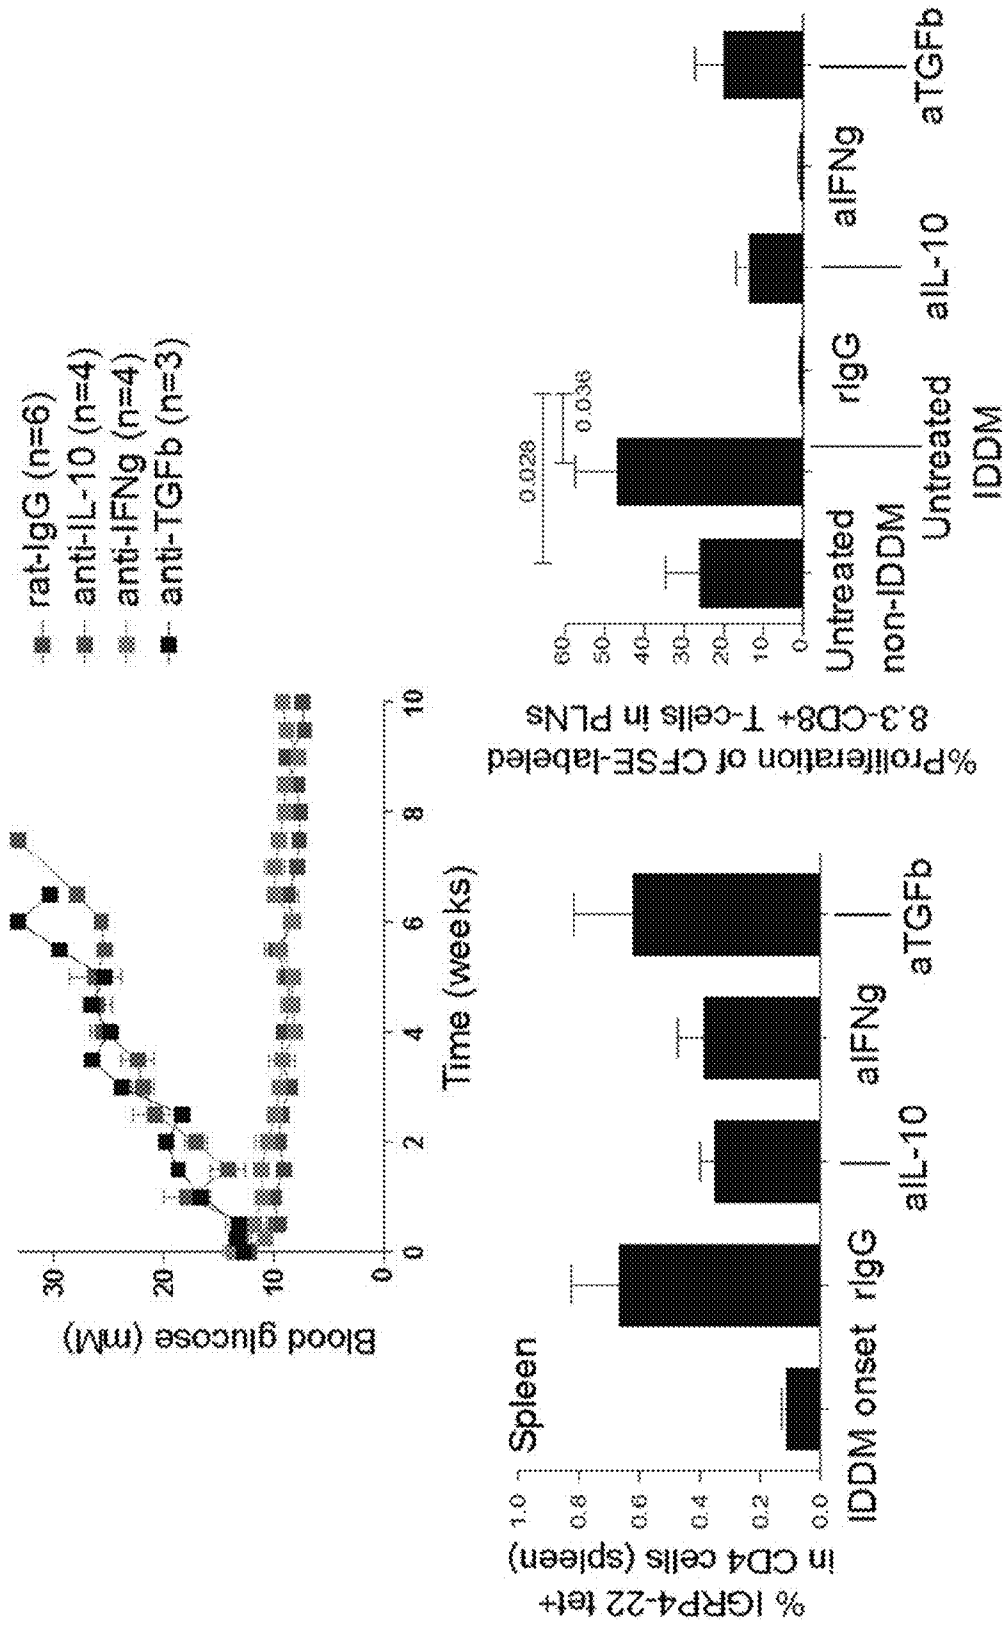 rat-IgG (n=6)
anti-IL-10 (n=4)
anti-IFNg (n=4)
anti-TGFb (n=3)
Blood glucose (mM)
30
20
10
0
0 2 4 6 8 10
Time (weeks)
% IGRP4-22 tet+
in CD4 cells (spleen)
Spleen
1.0
0.8
0.6
0.4
0.2
0.0
IDDM onset rIgG aIL-10 aIFNg aTGFb
%Proliferation of CFSE-labeled
8.3-CD8+ T-cells in PLNs
60
50
40
30
20
10
0
0.028
0.036
Untreated
non-IDDM
Untreated
IDDM
rIgG
aIL-10
aIFNg
aTGFb